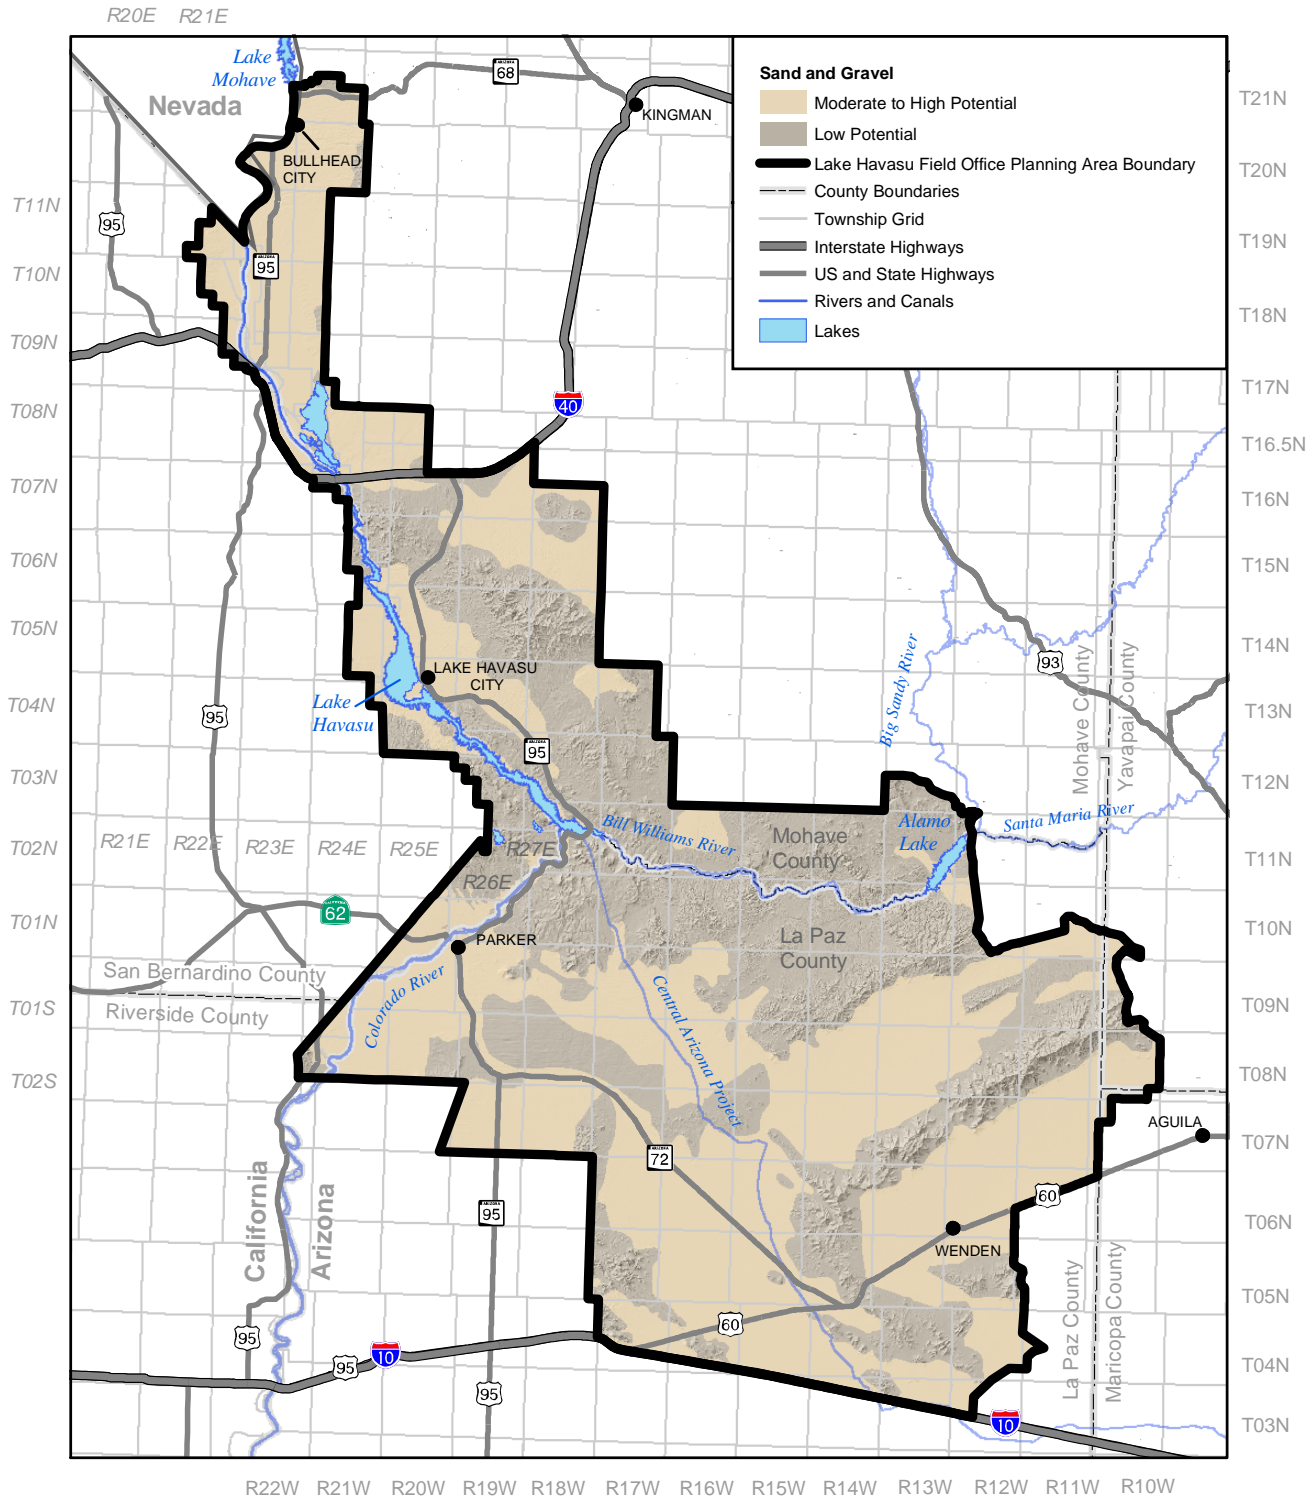 R20E R21E
Lake
Mohave
Nevada
ARIZONA
68
KINGMAN
BULLHEAD
CITY
Sand and Gravel
Moderate to High Potential
Low Potential
Lake Havasu Field Office Planning Area Boundary
County Boundaries
Township Grid
Interstate Highways
US and State Highways
Rivers and Canals
Lakes
T21N
T20N
T19N
T18N
T17N
T16.5N
T16N
T15N
T14N
T13N
T12N
T11N
T10N
T09N
T08N
T07N
T06N
T05N
T04N
T03N
T11N
T10N
T09N
T08N
T07N
T06N
T05N
T04N
T03N
T02N
T01N
T01S
T02S
95
ARIZONA
95
40
LAKE HAVASU
CITY
Lake
Havasu
95
ARIZONA
95
93
Big Sandy River
Mohave County
Yavapai County
Santa Maria River
Alamo
Lake
Bill Williams River
Mohave
County
La Paz
County
R21E R22E R23E R24E R25E R27E
R26E
CALIFORNIA
62
PARKER
San Bernardino County
Riverside County
Colorado River
Central Arizona Project
AGUILA
ARIZONA
72
60
WENDEN
California
Arizona
ARIZONA
95
60
La Paz County
Maricopa County
95
10
95
95
10
R22W R21W R20W R19W R18W R17W R16W R15W R14W R13W R12W R11W R10W